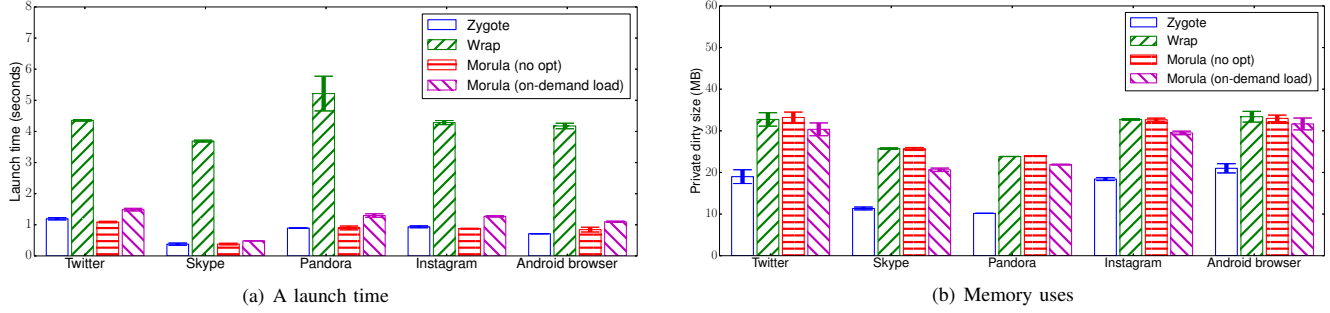 8
7
6
5
4
3
2
1
0
Launch time (seconds)
Zygote
Wrap
Morula (no opt)
Morula (on-demand load)
Twitter Skype Pandora Instagram Android browser
(a) A launch time
60
50
40
30
20
10
0
Private dirty size (MB)
Zygote
Wrap
Morula (no opt)
Morula (on-demand load)
Twitter Skype Pandora Instagram Android browser
(b) Memory uses